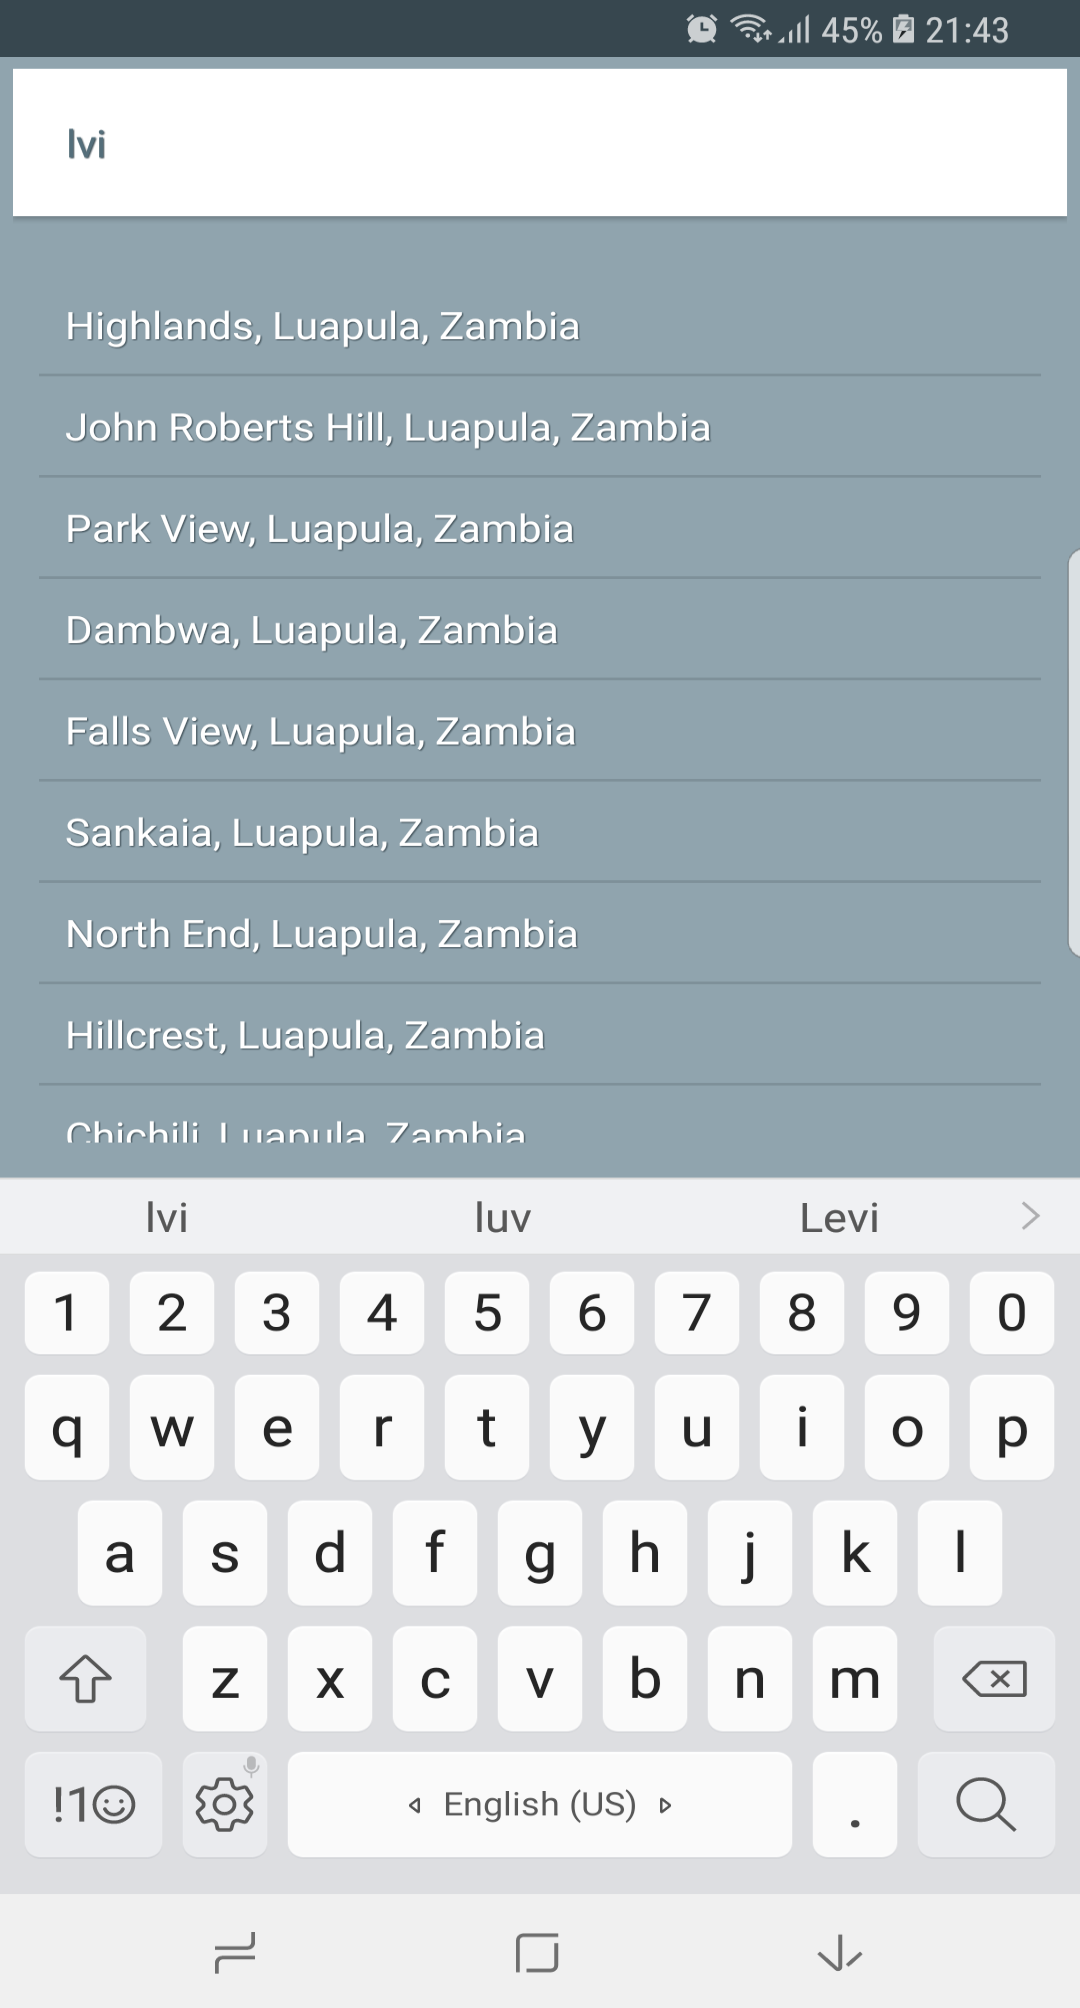 45% 21:43
lvi
Highlands, Luapula, Zambia
John Roberts Hill, Luapula, Zambia
Park View, Luapula, Zambia
Dambwa, Luapula, Zambia
Falls View, Luapula, Zambia
Sankaia, Luapula, Zambia
North End, Luapula, Zambia
Hillcrest, Luapula, Zambia
Chichili, Luapula, Zambia
lvi luv Levi
1 2 3 4 5 6 7 8 9 0
q w e r t y u i o p
a s d f g h j k l
z x c v b n m
!1☺ English (US) .